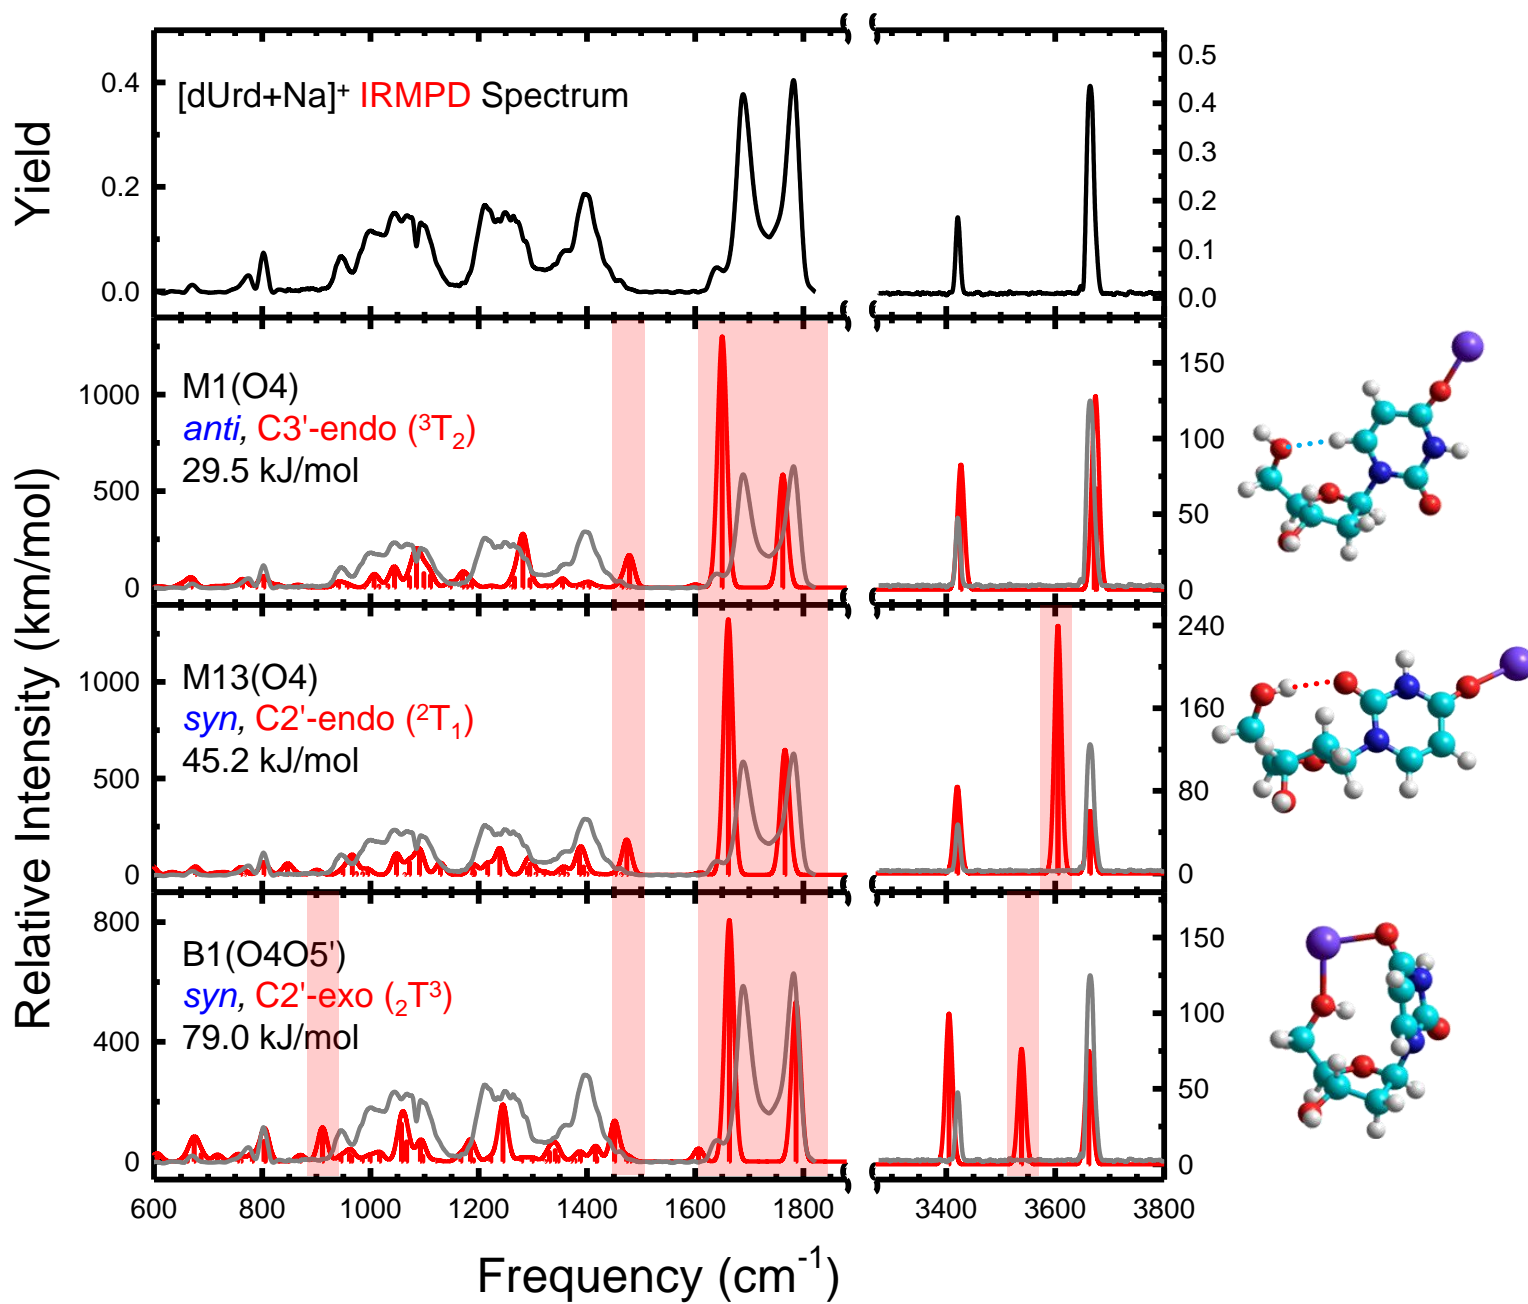 [dUrd+Na]⁺ IRMPD Spectrum
Yield
0.4
0.2
0.0
0.5
0.4
0.3
0.2
0.1
0.0
Relative Intensity (km/mol)
M1(O4)
anti, C3'-endo (³T₂)
29.5 kJ/mol
1000
500
0
150
100
50
0
M13(O4)
syn, C2'-endo (²T₁)
45.2 kJ/mol
1000
500
0
240
160
80
0
B1(O4O5')
syn, C2'-exo (₂T³)
79.0 kJ/mol
800
400
0
150
100
50
0
600 800 1000 1200 1400 1600 1800 3400 3600 3800
Frequency (cm⁻¹)